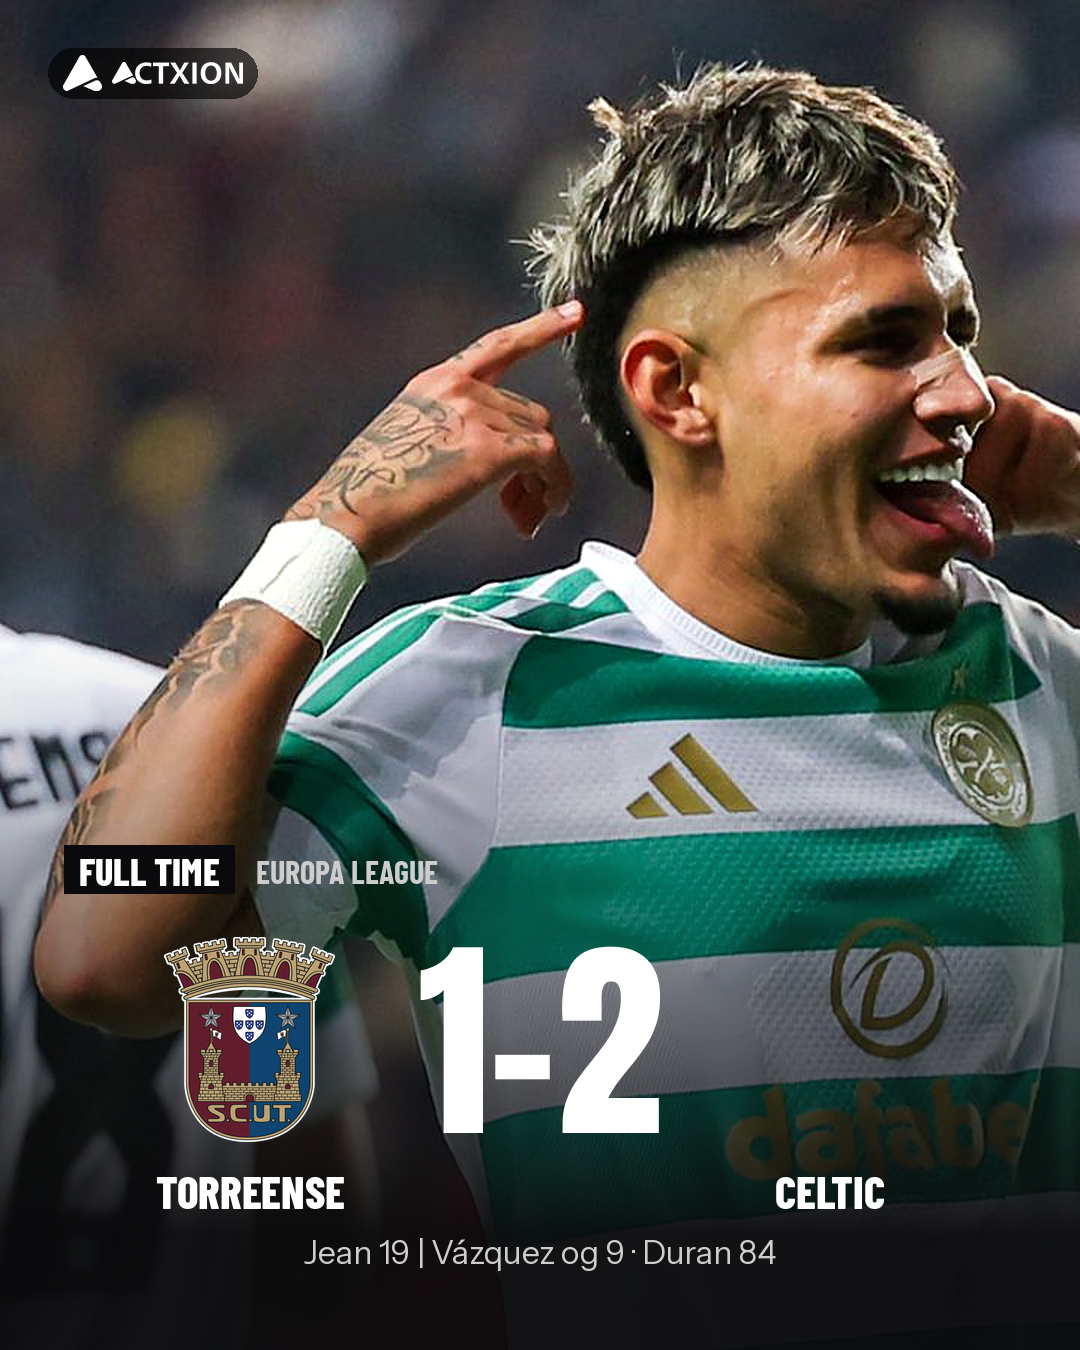 ACTXION
FULL TIME
EUROPA LEAGUE
S.C.U.T.
1-2
TORREENSE
CELTIC
Jean 19 | Vázquez og 9 · Duran 84